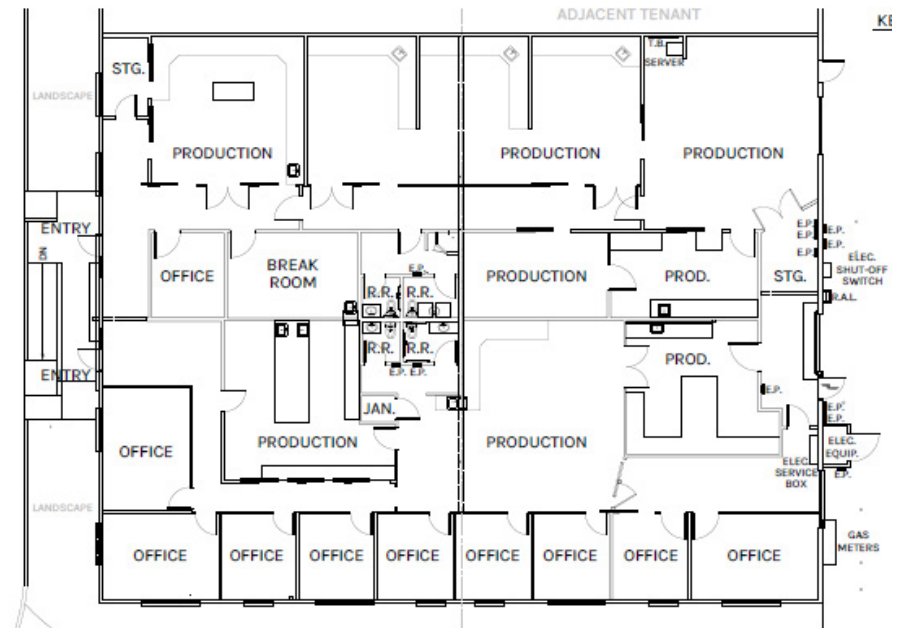 ADJACENT TENANT
KE
STG.
T.B.
SERVER
LANDSCAPE
PRODUCTION
PRODUCTION
PRODUCTION
ENTRY
DN
OFFICE
BREAK
ROOM
E.P.
R.R.
R.R.
PRODUCTION
PROD.
STG.
E.P.
E.P.
E.P.
E.P.
E.P.
ELEC.
SHUT-OFF
SWITCH
R.A.L.
R.R.
R.R.
E.P.
E.P.
PROD.
ENTRY
E.P.
JAN.
E.P.
E.P.
OFFICE
PRODUCTION
PRODUCTION
ELEC.
EQUIP.
ELEC.
SERVICE
BOX
E.P.
LANDSCAPE
GAS
METERS
OFFICE
OFFICE
OFFICE
OFFICE
OFFICE
OFFICE
OFFICE
OFFICE